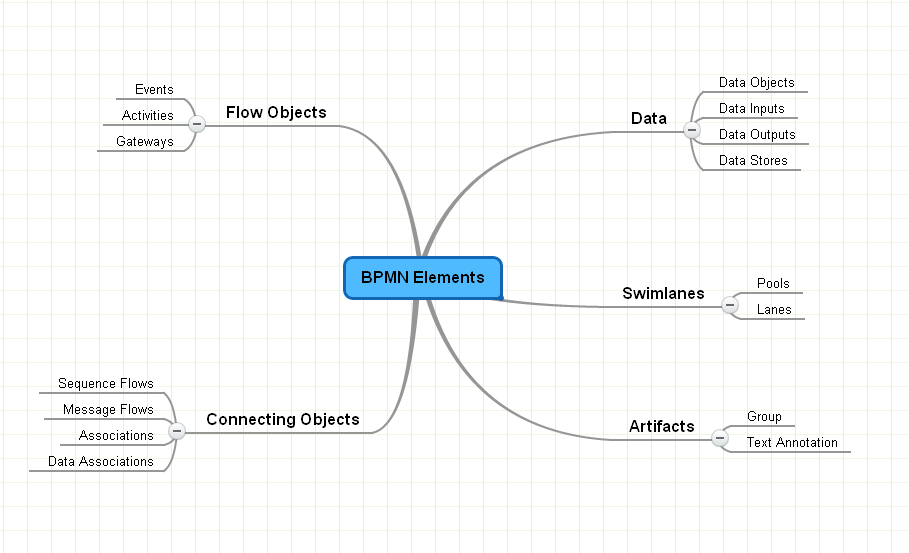 BPMN Elements
Flow Objects
Events
Activities
Gateways
Data
Data Objects
Data Inputs
Data Outputs
Data Stores
Swimlanes
Pools
Lanes
Connecting Objects
Sequence Flows
Message Flows
Associations
Data Associations
Artifacts
Group
Text Annotation